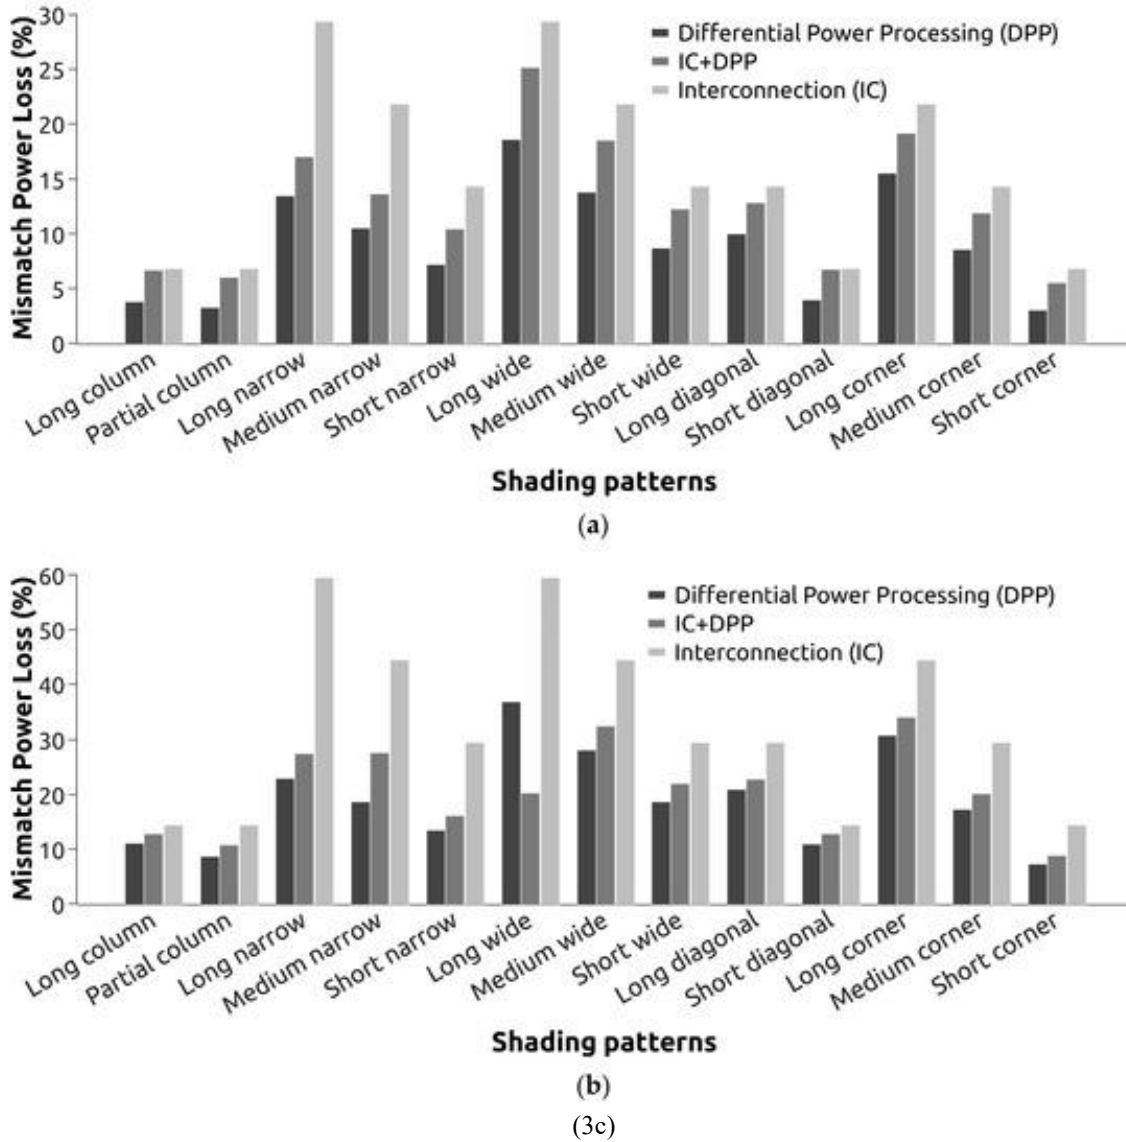 Mismatch Power Loss (%)
30
25
20
15
10
5
0
Differential Power Processing (DPP)
IC+DPP
Interconnection (IC)
Long column
Partial column
Long narrow
Medium narrow
Short narrow
Long wide
Medium wide
Short wide
Long diagonal
Short diagonal
Long corner
Medium corner
Short corner
Shading patterns
(a)
Mismatch Power Loss (%)
60
50
40
30
20
10
0
Differential Power Processing (DPP)
IC+DPP
Interconnection (IC)
Long column
Partial column
Long narrow
Medium narrow
Short narrow
Long wide
Medium wide
Short wide
Long diagonal
Short diagonal
Long corner
Medium corner
Short corner
Shading patterns
(b)
(3c)